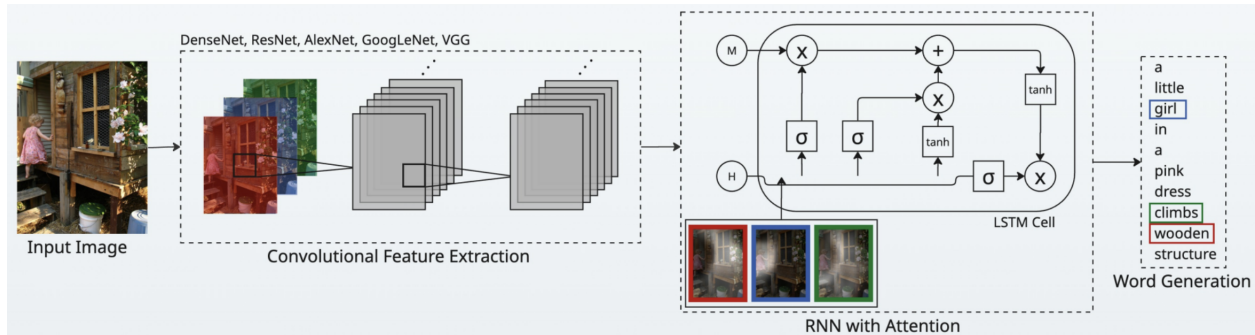 DenseNet, ResNet, AlexNet, GoogLeNet, VGG
Input Image
Convolutional Feature Extraction
M
X
+
tanh
X
σ
σ
tanh
H
σ
X
LSTM Cell
RNN with Attention
a
little
girl
in
a
pink
dress
climbs
wooden
structure
Word Generation